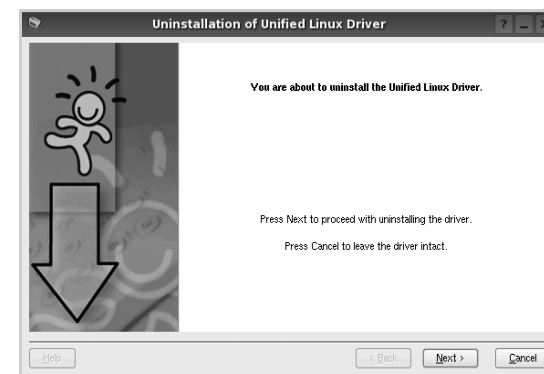 Uninstallation of Unified Linux Driver
You are about to uninstall the Unified Linux Driver.
Press Next to proceed with uninstalling the driver.
Press Cancel to leave the driver intact.
Help
< Back
Next >
Cancel